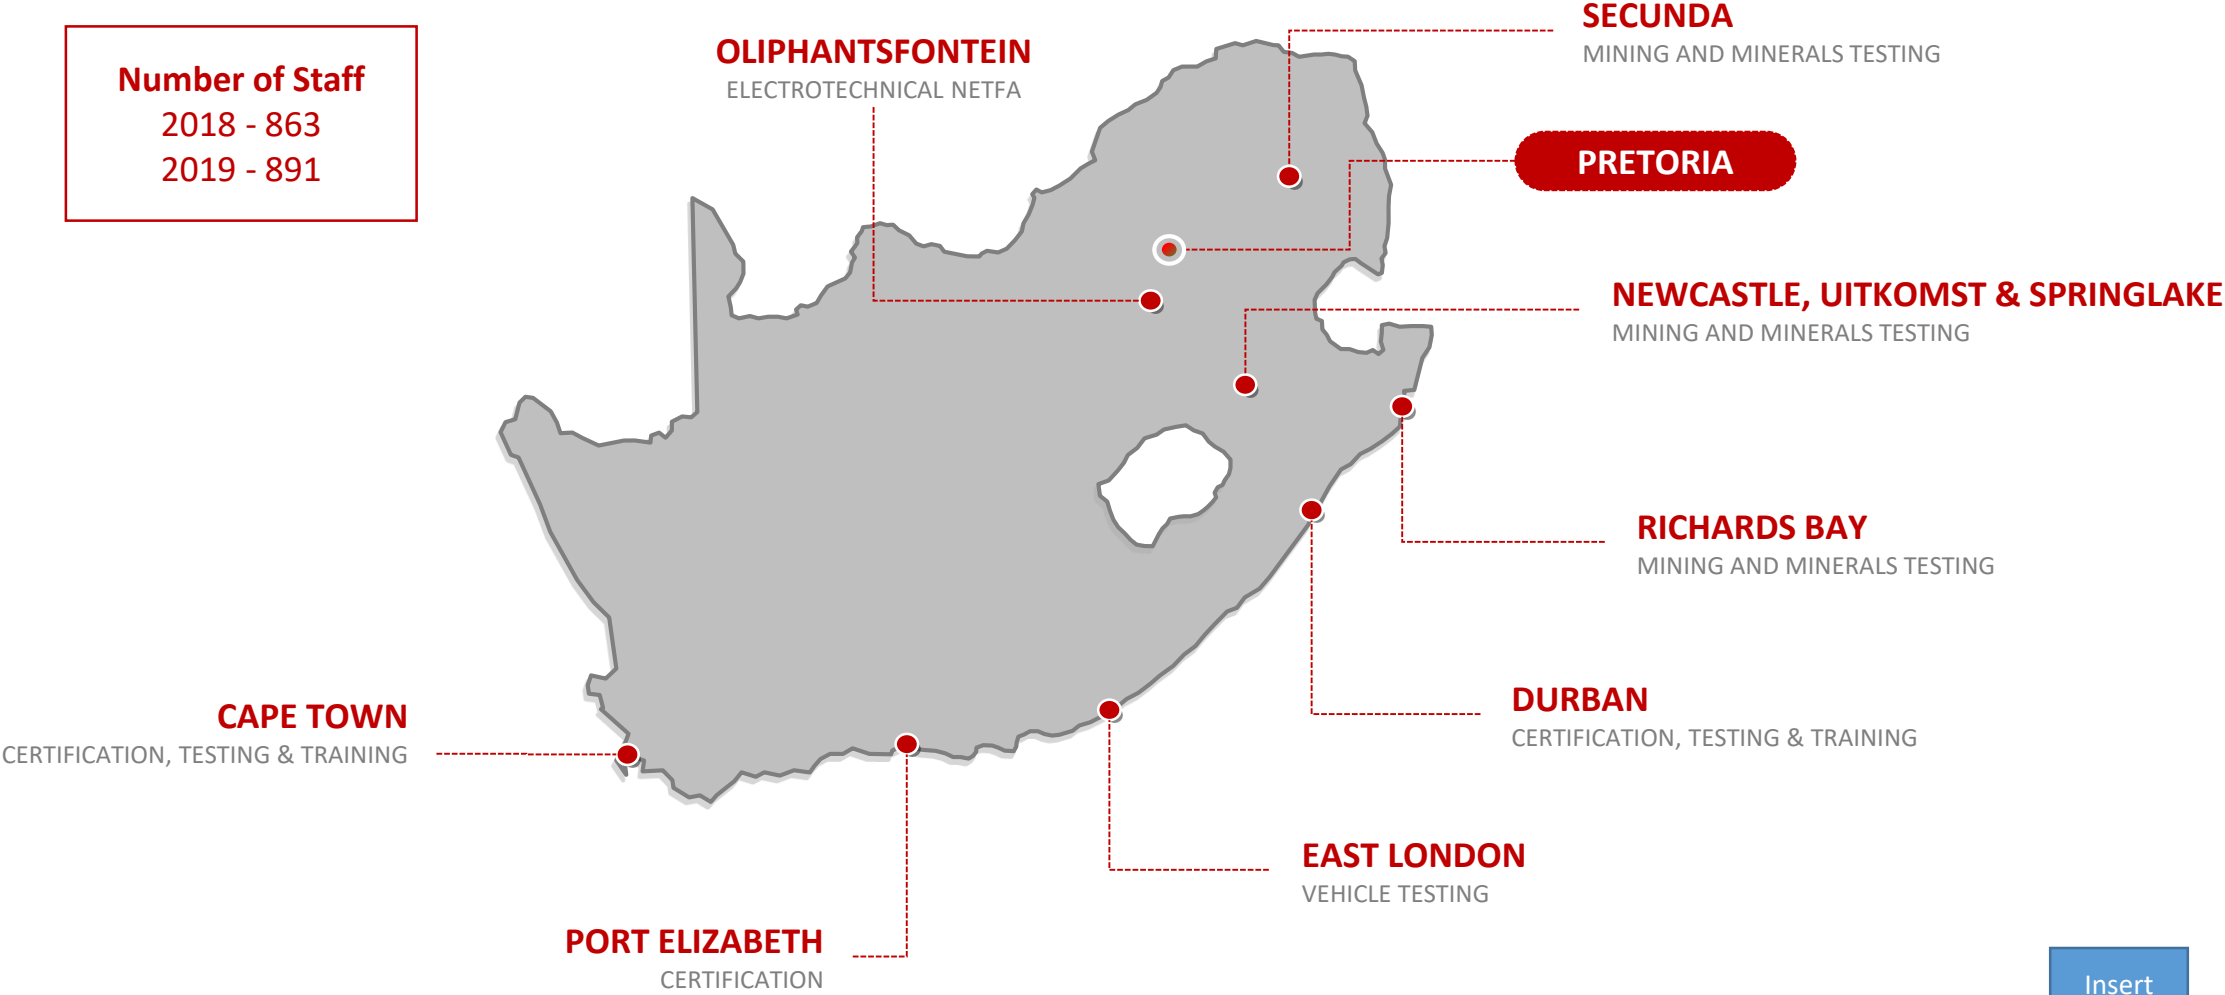 Number of Staff
2018 - 863
2019 - 891
OLIPHANTSFONTEIN
ELECTROTECHNICAL NETFA
SECUNDA
MINING AND MINERALS TESTING
PRETORIA
NEWCASTLE, UITKOMST & SPRINGLAKE
MINING AND MINERALS TESTING
RICHARDS BAY
MINING AND MINERALS TESTING
CAPE TOWN
CERTIFICATION, TESTING & TRAINING
DURBAN
CERTIFICATION, TESTING & TRAINING
EAST LONDON
VEHICLE TESTING
PORT ELIZABETH
CERTIFICATION
Insert